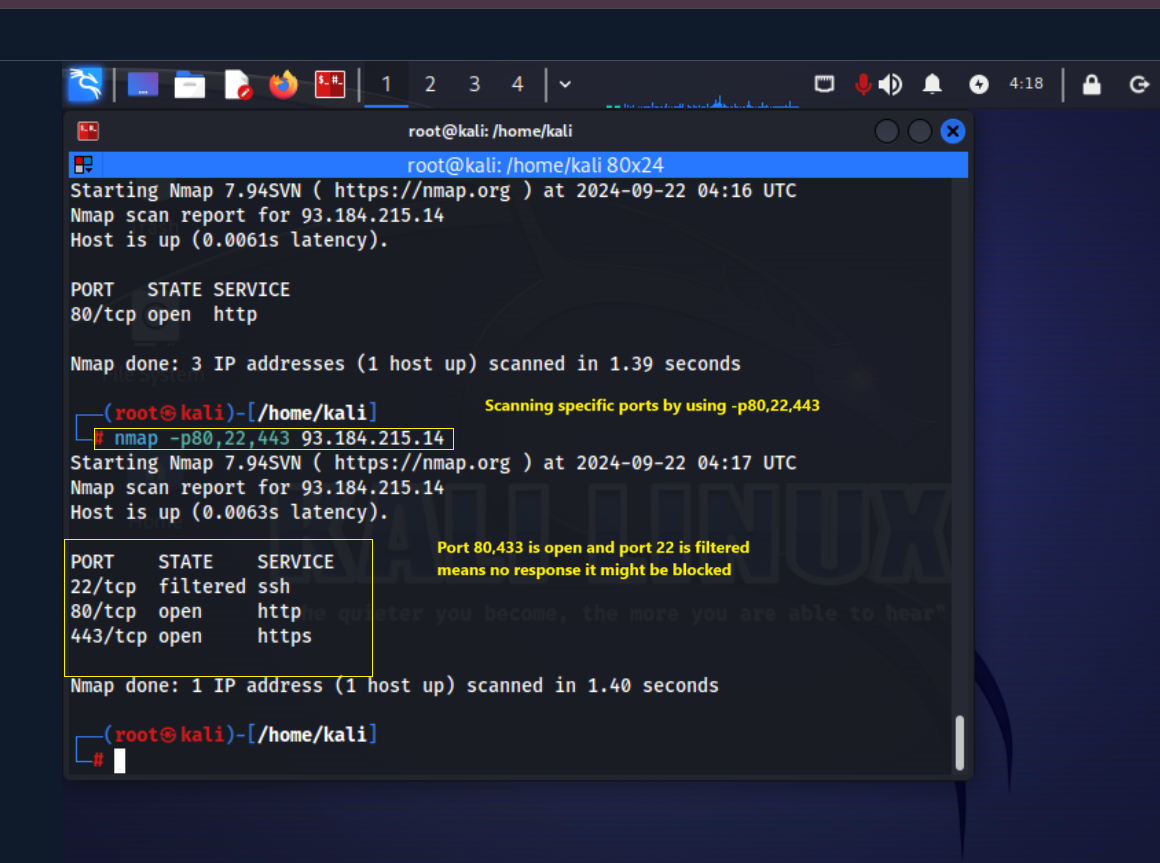 $_ #_
1 2 3 4
4:18
root@kali: /home/kali
root@kali: /home/kali 80x24
Starting Nmap 7.94SVN ( https://nmap.org ) at 2024-09-22 04:16 UTC
Nmap scan report for 93.184.215.14
Host is up (0.0061s latency).
PORT   STATE SERVICE
80/tcp open  http
Nmap done: 3 IP addresses (1 host up) scanned in 1.39 seconds
File System
┌──(root㉿kali)-[/home/kali]
Scanning specific ports by using -p80,22,443
└─# nmap -p80,22,443 93.184.215.14
Starting Nmap 7.94SVN ( https://nmap.org ) at 2024-09-22 04:17 UTC
Nmap scan report for 93.184.215.14
Host is up (0.0063s latency).
Home
KALI LINUX
PORT    STATE    SERVICE
22/tcp  filtered ssh
80/tcp  open     http
443/tcp open     https
Port 80,433 is open and port 22 is filtered
means no response it might be blocked
the quieter you become, the more you are able to hear"
Nmap done: 1 IP address (1 host up) scanned in 1.40 seconds
┌──(root㉿kali)-[/home/kali]
└─#